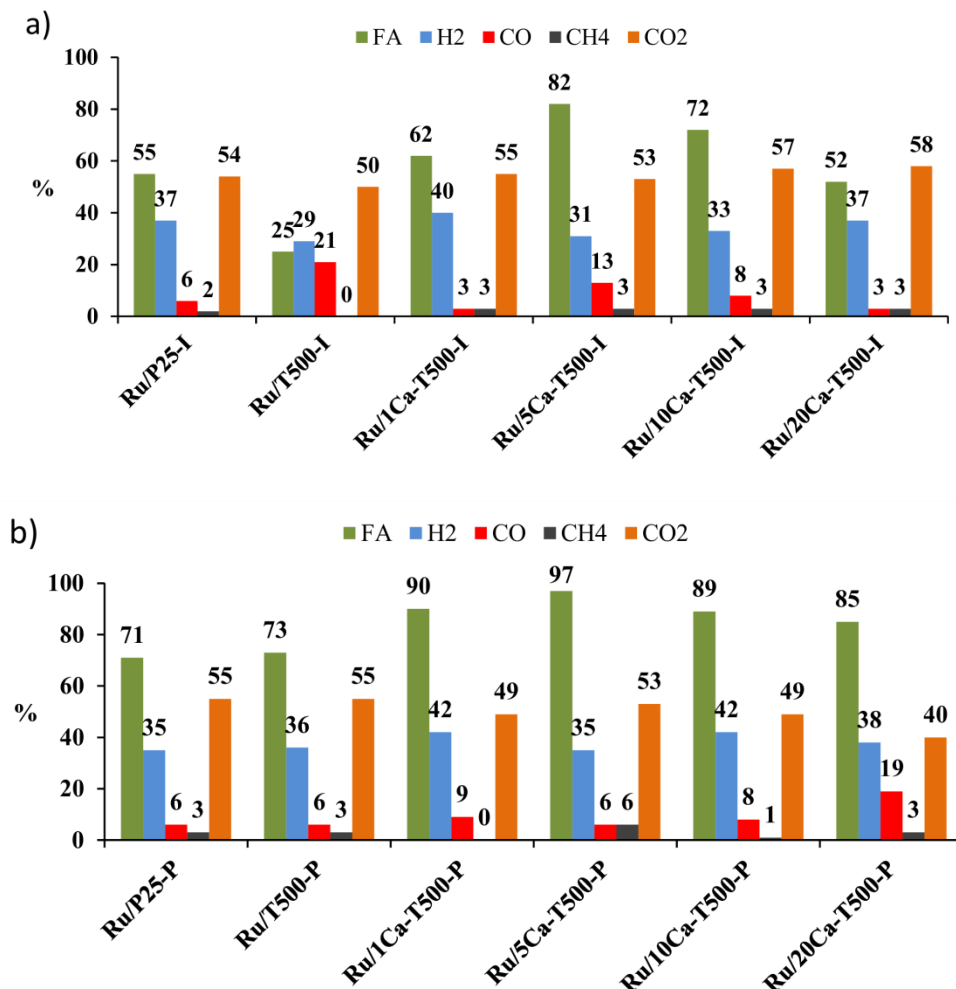 a)
FA H2 CO CH4 CO2
100
80
60
40
20
0
%
55 37 6 2 54
25 29 21 0 50
62 40 3 3 55
82 31 13 3 53
72 33 8 3 57
52 37 3 3 58
Ru/P25-I
Ru/T500-I
Ru/1Ca-T500-I
Ru/5Ca-T500-I
Ru/10Ca-T500-I
Ru/20Ca-T500-I
b)
FA H2 CO CH4 CO2
100
80
60
40
20
0
%
71 35 6 3 55
73 36 6 3 55
90 42 9 0 49
97 35 6 6 53
89 42 8 1 49
85 38 19 3 40
Ru/P25-P
Ru/T500-P
Ru/1Ca-T500-P
Ru/5Ca-T500-P
Ru/10Ca-T500-P
Ru/20Ca-T500-P